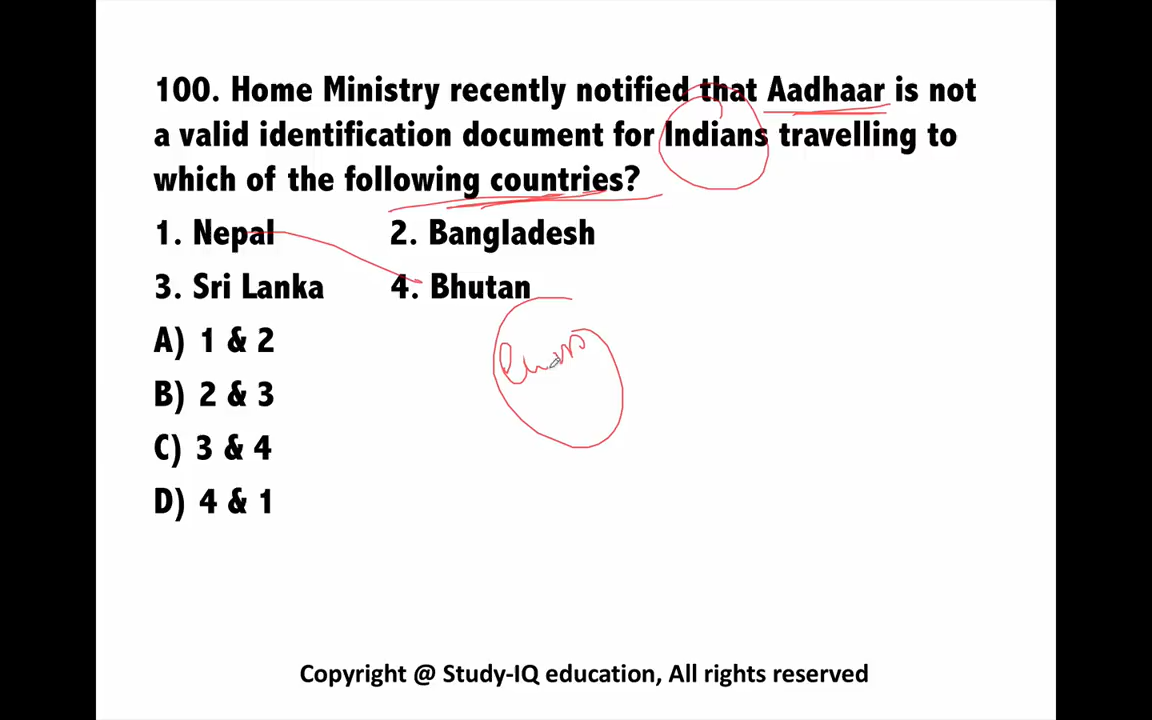 100. Home Ministry recently notified that Aadhaar is not
a valid identification document for Indians travelling to
which of the following countries?
1. Nepal 2. Bangladesh
3. Sri Lanka 4. Bhutan
A) 1 & 2
B) 2 & 3
C) 3 & 4
D) 4 & 1
Copyright @ Study-IQ education, All rights reserved